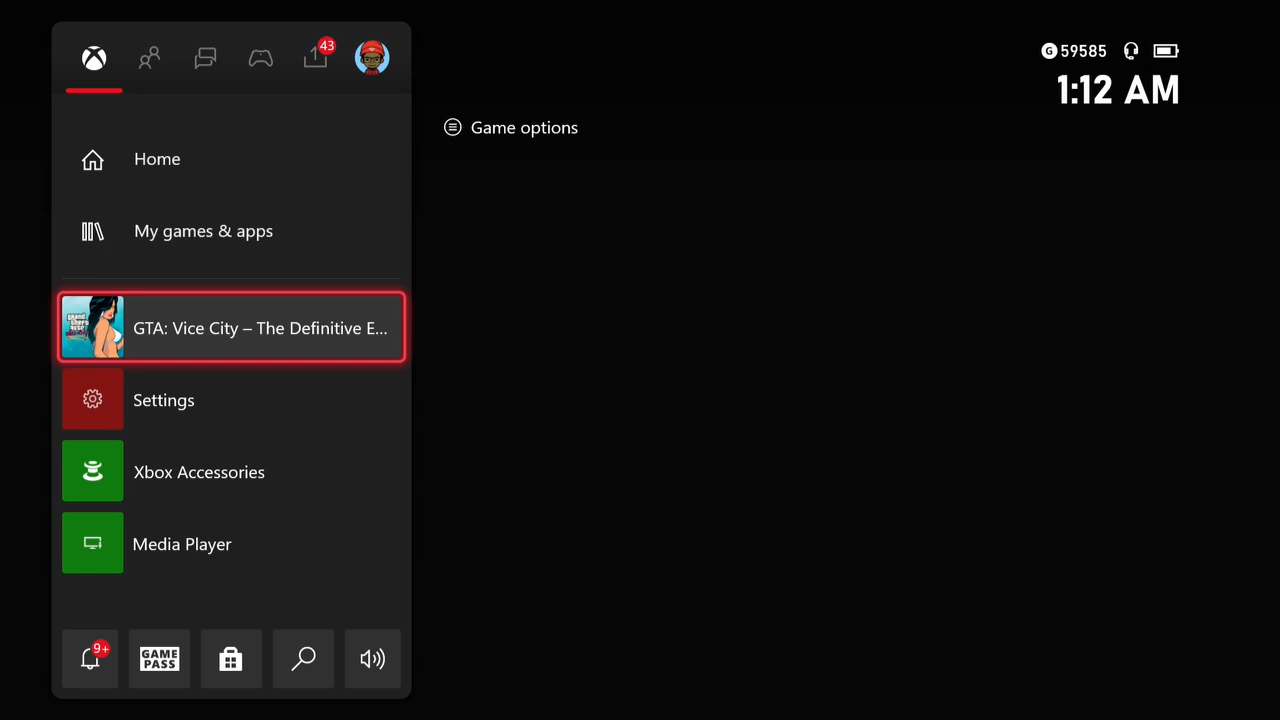 43
G 59585
1:12 AM
Game options
Home
My games & apps
GTA: Vice City – The Definitive E...
Settings
Xbox Accessories
Media Player
9+
GAME
PASS